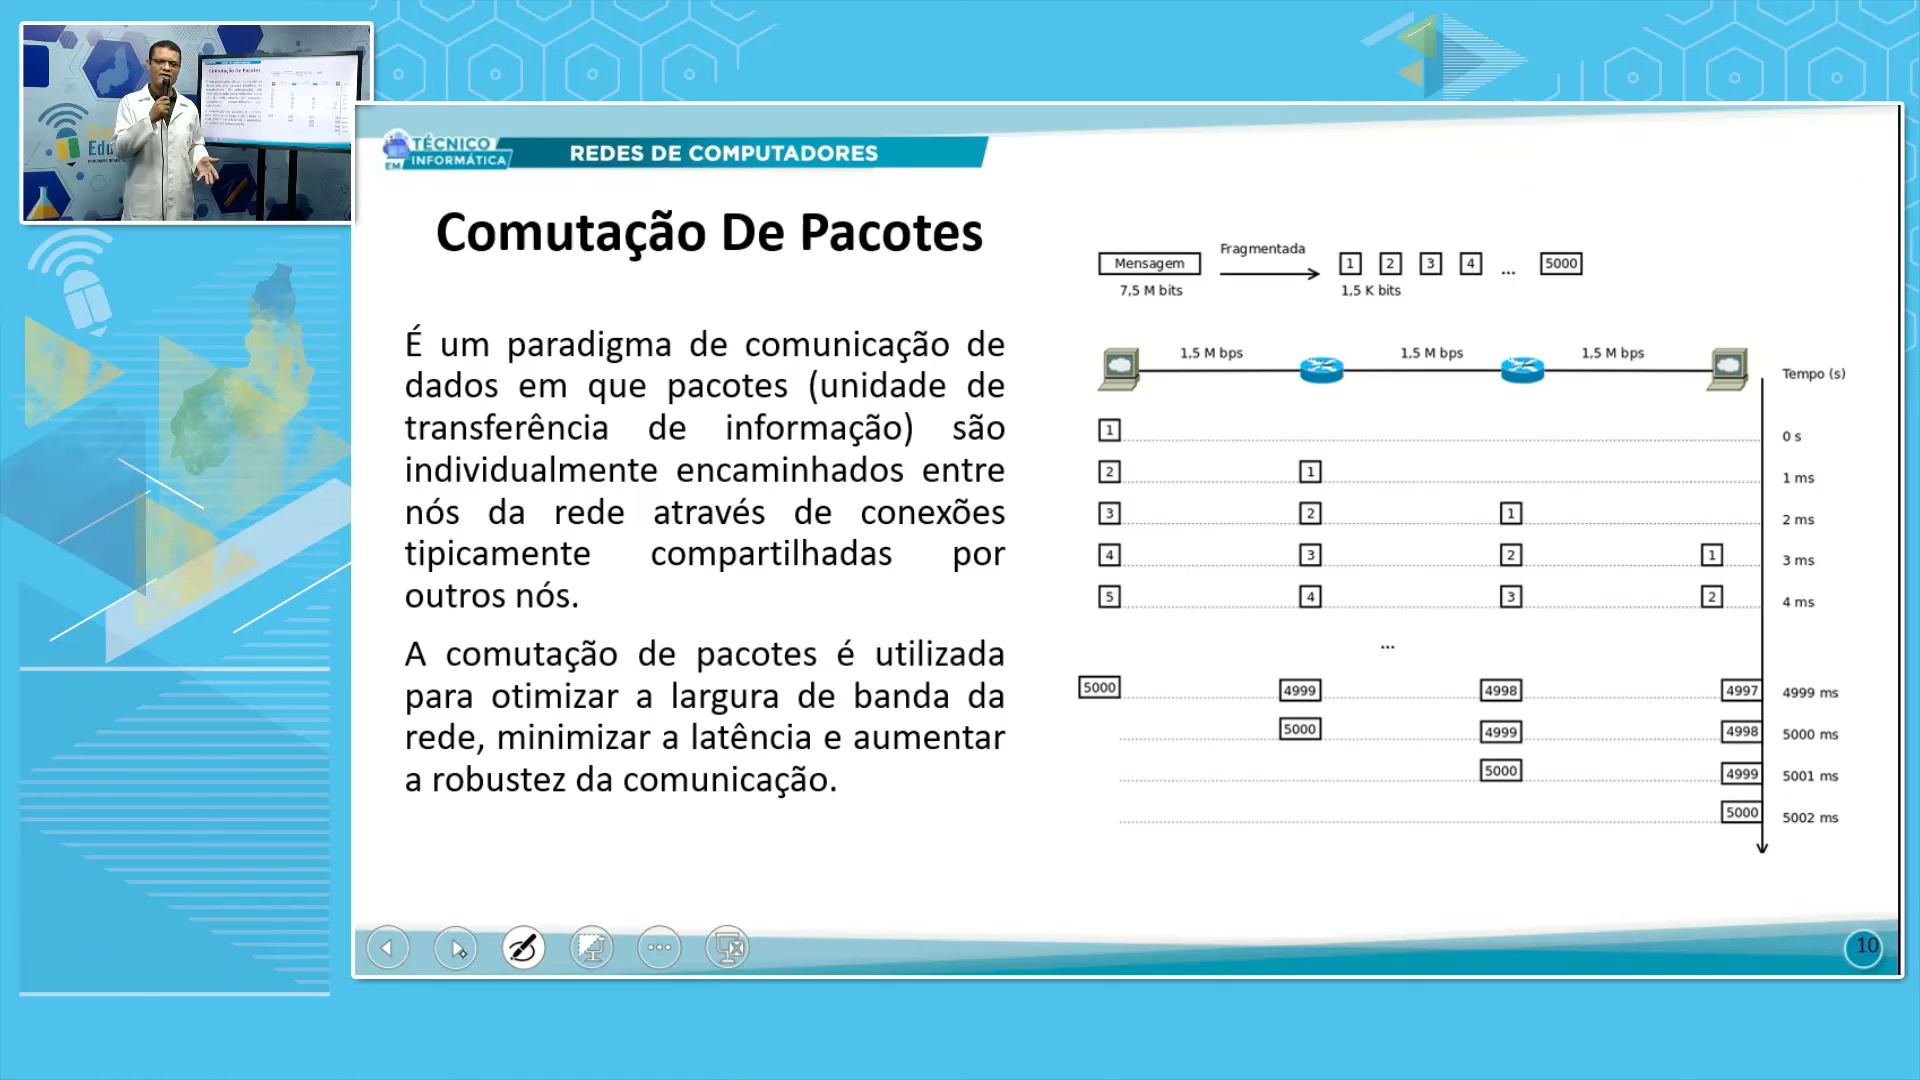 TÉCNICO
EM INFORMÁTICA
REDES DE COMPUTADORES
Comutação De Pacotes
É um paradigma de comunicação de
dados em que pacotes (unidade de
transferência de informação) são
individualmente encaminhados entre
nós da rede através de conexões
tipicamente compartilhadas por
outros nós.
A comutação de pacotes é utilizada
para otimizar a largura de banda da
rede, minimizar a latência e aumentar
a robustez da comunicação.
Mensagem Fragmentada 1 2 3 4 ... 5000
7,5 M bits 1,5 K bits
1,5 M bps 1,5 M bps 1,5 M bps
Tempo (s)
1 0 s
2 1 1 ms
3 2 1 2 ms
4 3 2 1 3 ms
5 4 3 2 4 ms
...
5000 4999 4998 4997 4999 ms
5000 4999 4998 5000 ms
5000 4999 5001 ms
5000 5002 ms
10
Comutação De Pacotes